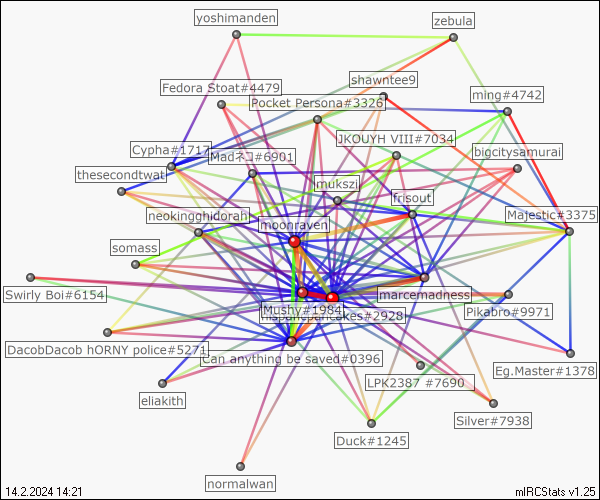 yoshimanden
zebula
shawntee9
Fedora Stoat#4479
ming#4742
Pocket Persona#3326
JKOUYH VIII#7034
Cypha#1717
Madネコ#6901
bigcitysamurai
thesecondtwat
mukszi
frisout
neokingghidorah
Majestic#3375
moonraven
somass
Swirly Boi#6154
marcemadness
Mushy#1984
pancakes#2928
Pikabro#9971
DacobDacob hORNY police#5271
Can anything be saved#0396
Eg.Master#1378
LPK2387 #7690
eliakith
Silver#7938
Duck#1245
normalwan
14.2.2024 14:21
mIRCStats v1.25